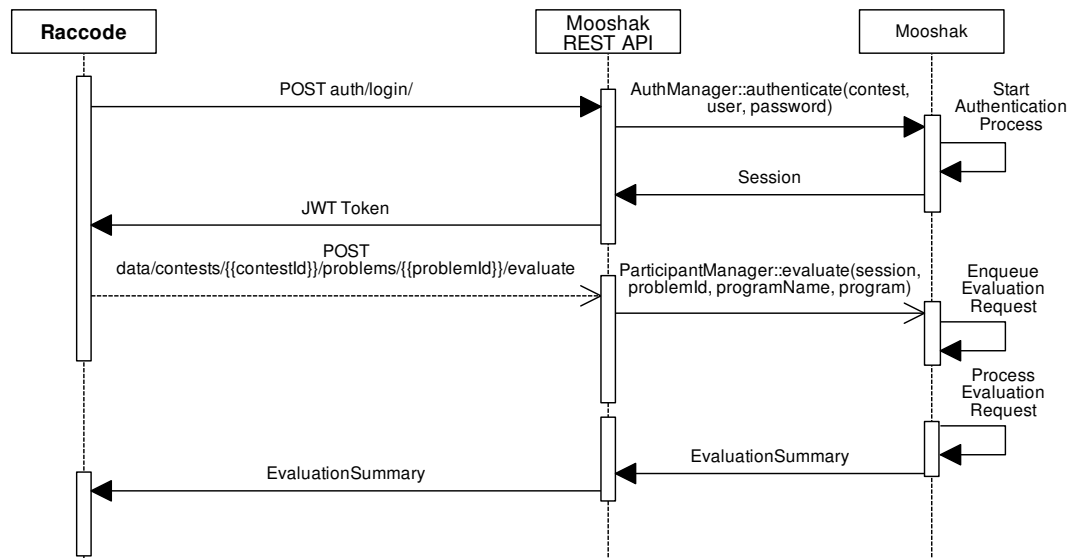 Raccode
Mooshak
REST API
Mooshak
POST auth/login/
AuthManager::authenticate(contest,
user, password)
Start
Authentication
Process
Session
JWT Token
POST
data/contests/{{contestId}}/problems/{{problemId}}/evaluate
ParticipantManager::evaluate(session,
problemId, programName, program)
Enqueue
Evaluation
Request
Process
Evaluation
Request
EvaluationSummary
EvaluationSummary